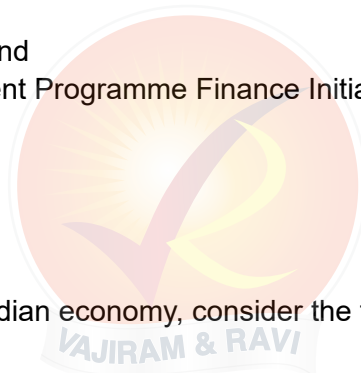 nd
ent Programme Finance Initia
dian economy, consider the
VAJIRAM & RAVI